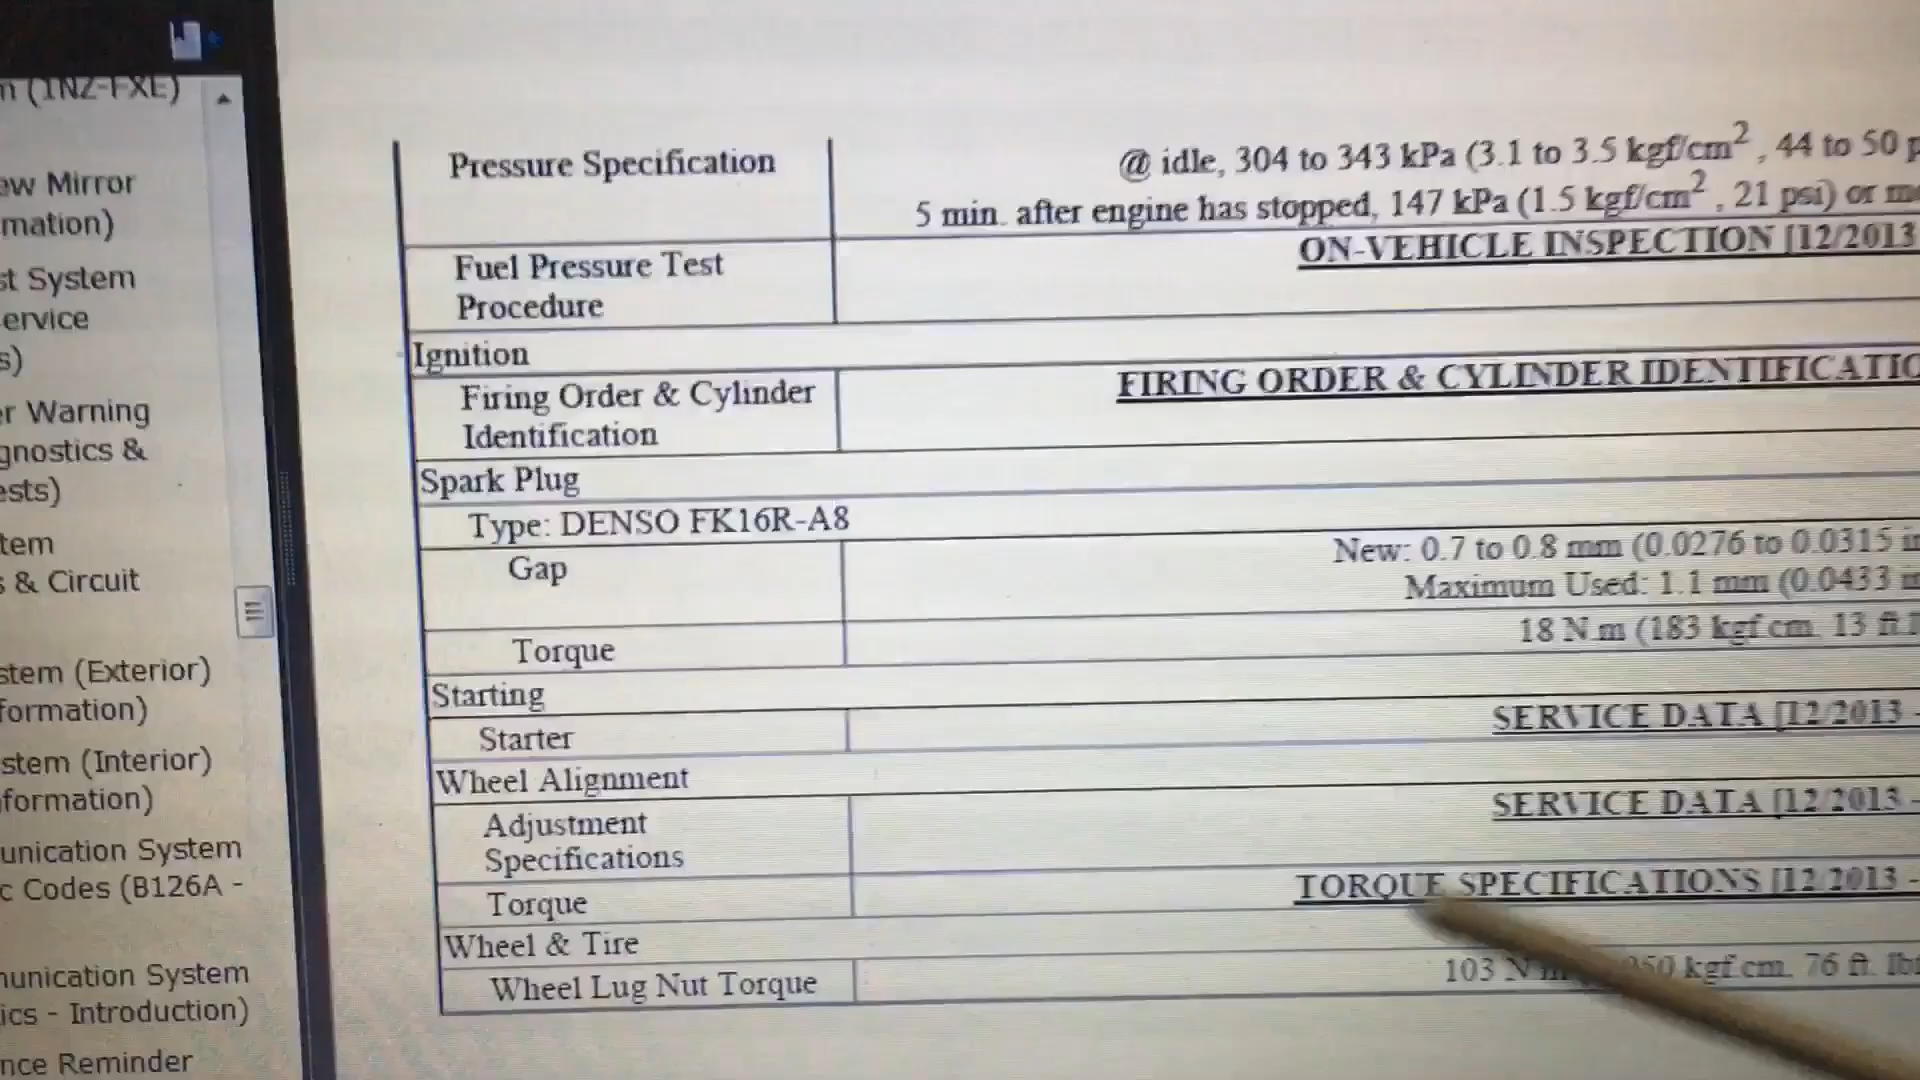 m (1NZ-FXE)
ew Mirror
mation)
st System
ervice
s)
er Warning
gnostics &
ests)
tem
s & Circuit
stem (Exterior)
formation)
stem (Interior)
formation)
unication System
c Codes (B126A -
nunication System
ics - Introduction)
nce Reminder
Pressure Specification
@ idle, 304 to 343 kPa (3.1 to 3.5 kgf/cm2 , 44 to 50 p
5 min. after engine has stopped, 147 kPa (1.5 kgf/cm2 , 21 psi) or mo
Fuel Pressure Test
Procedure
ON-VEHICLE INSPECTION [12/2013
Ignition
Firing Order & Cylinder
Identification
FIRING ORDER & CYLINDER IDENTIFICATIO
Spark Plug
Type: DENSO FK16R-A8
Gap
New: 0.7 to 0.8 mm (0.0276 to 0.0315 in
Maximum Used: 1.1 mm (0.0433 in
Torque
18 N.m (183 kgf.cm, 13 ft.l
Starting
Starter
SERVICE DATA [12/2013 -
Wheel Alignment
Adjustment
Specifications
SERVICE DATA [12/2013 -
Torque
TORQUE SPECIFICATIONS [12/2013 -
Wheel & Tire
Wheel Lug Nut Torque
103 N kgf.cm, 76 ft. lbf